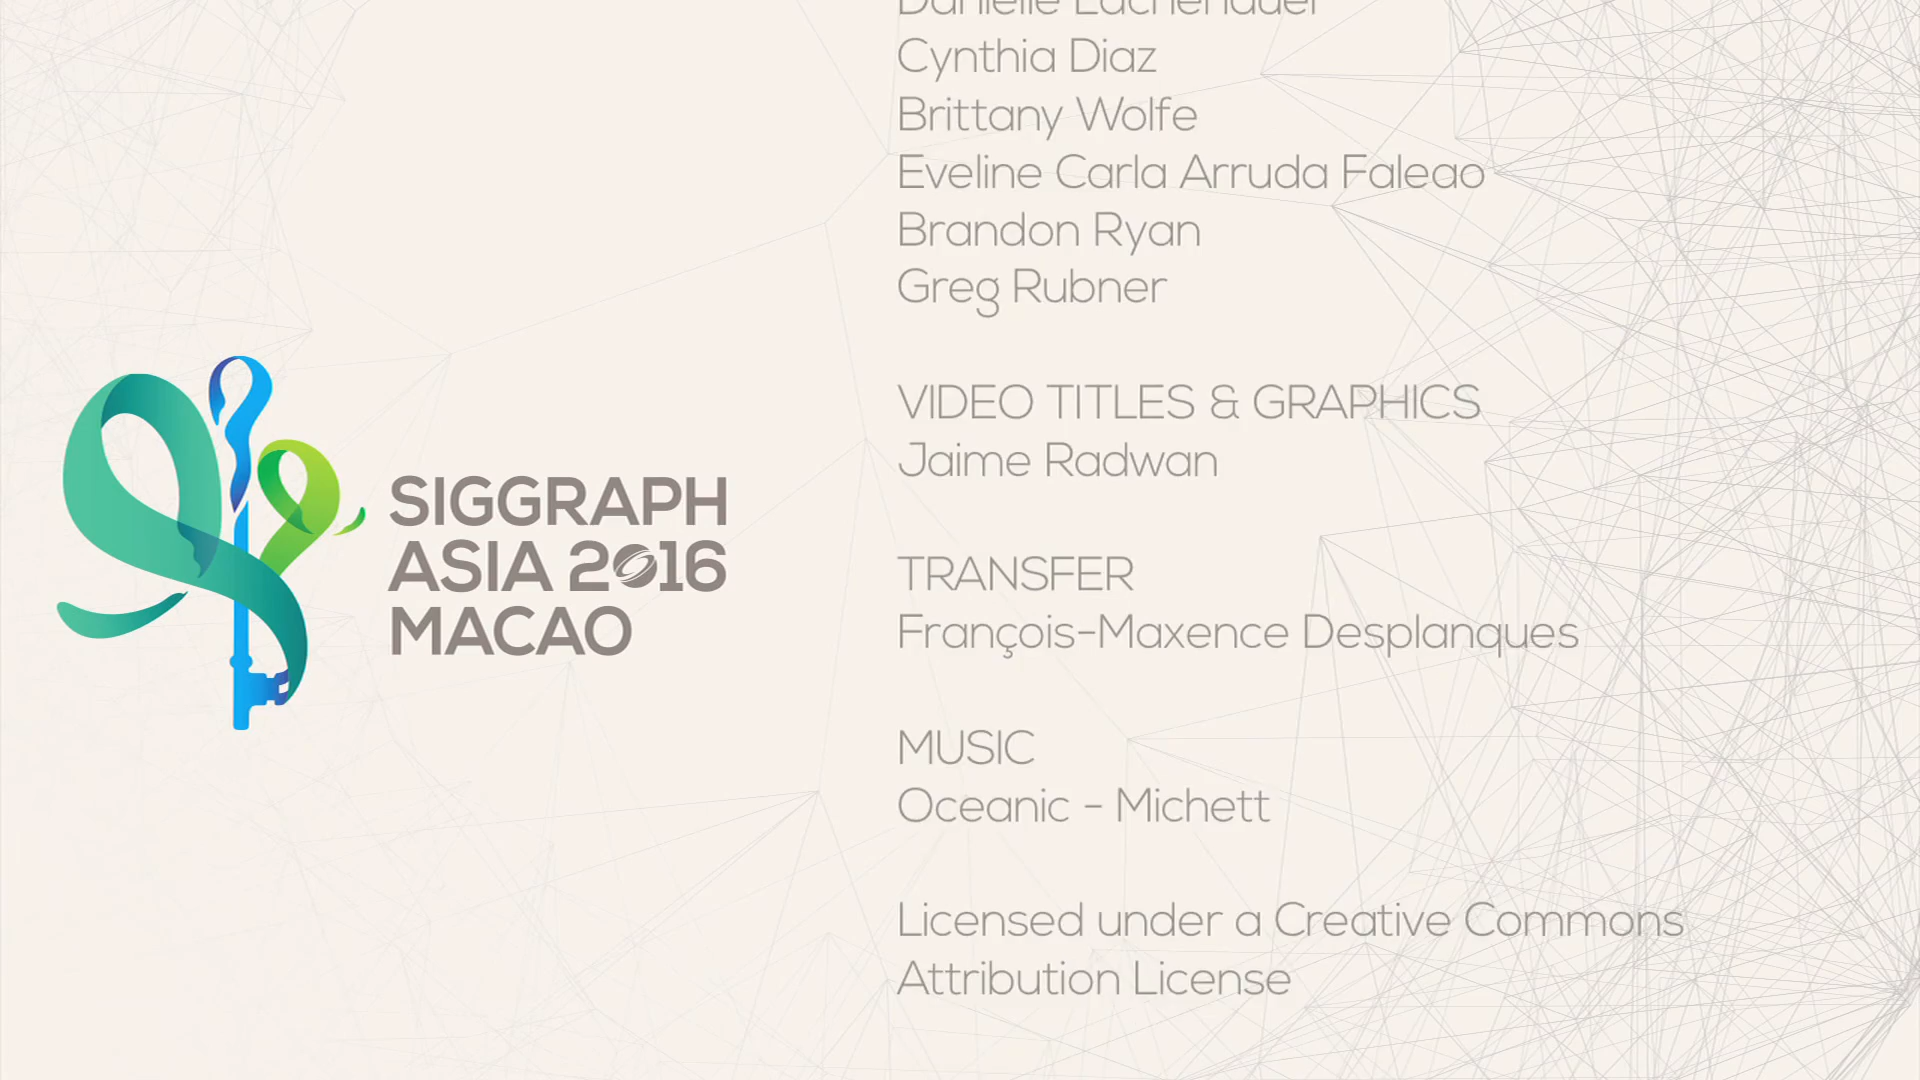 SIGGRAPH
ASIA 2016
MACAO
Cynthia Diaz
Brittany Wolfe
Eveline Carla Arruda Faleao
Brandon Ryan
Greg Rubner
VIDEO TITLES & GRAPHICS
Jaime Radwan
TRANSFER
François-Maxence Desplanques
MUSIC
Oceanic - Michett
Licensed under a Creative Commons
Attribution License